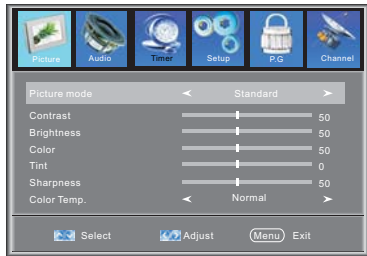 Picture Audio Timer Setup P.G Channel
Picture mode Standard
Contrast 50
Brightness 50
Color 50
Tint 0
Sharpness 50
Color Temp. Normal
Select Adjust Menu Exit